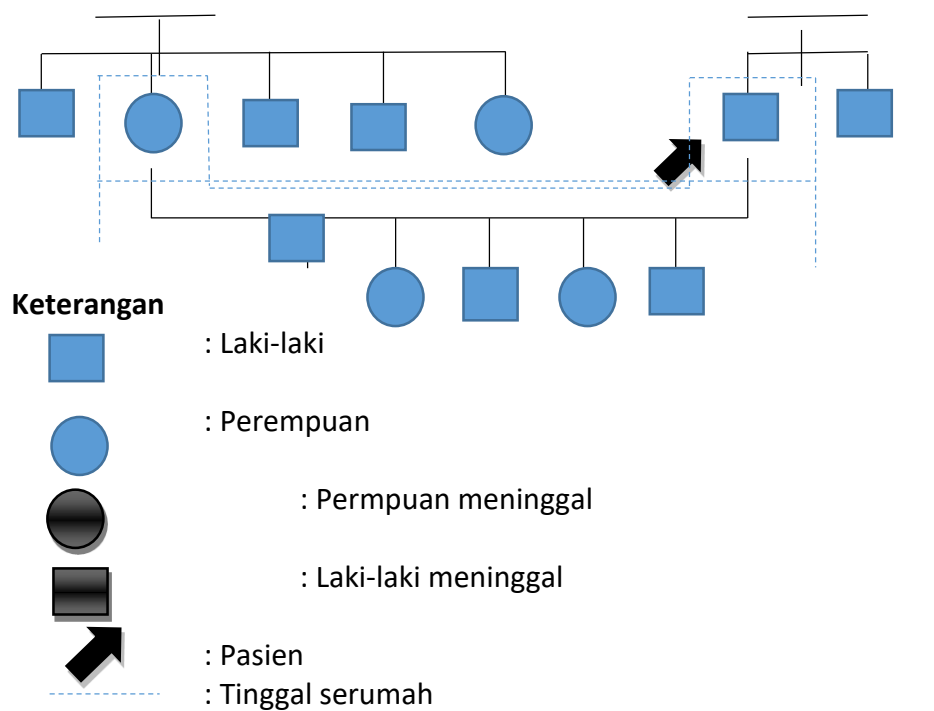 Keterangan
: Laki-laki
: Perempuan
: Permpuan meninggal
: Laki-laki meninggal
: Pasien
: Tinggal serumah